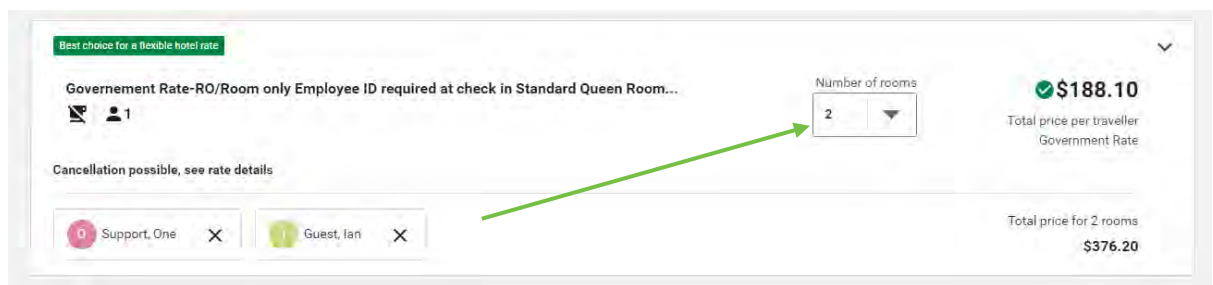 Best choice for a flexible hotel rate
Governement Rate-RO/Room only Employee ID required at check in Standard Queen Room...
1
Number of rooms
2
$188.10
Total price per traveller
Government Rate
Cancellation possible, see rate details
Support, One
Guest, Ian
Total price for 2 rooms
$376.20